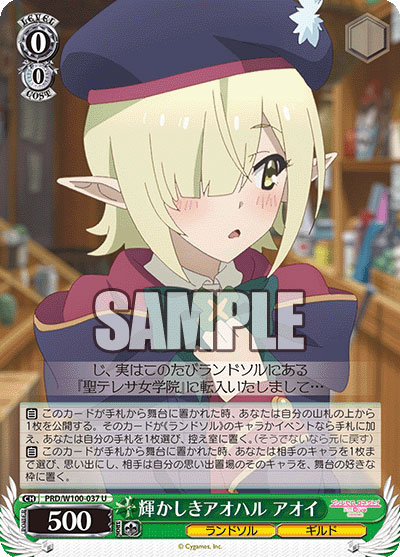 LEVEL
0
0
COST
SAMPLE
じ、実はこのたびランドソルにある
『聖テレサ女学院』に転入いたしまして…
自 このカードが手札から舞台に置かれた時、あなたは自分の山札の上から
1枚を公開する。そのカードが《ランドソル》のキャラかイベントなら手札に加
え、あなたは自分の手札を1枚選び、控え室に置く。（そうでないなら元に戻す）
自 このカードが手札から舞台に置かれた時、あなたは相手のキャラを1枚ま
で選び、思い出にし、相手は自分の思い出置場のそのキャラを、舞台の好きな
枠に置く。
CH PRD/W100-037 U
POWER
500
SOUL
輝かしきアオハル アオイ
ランドソル
ギルド
© Cygames, Inc.